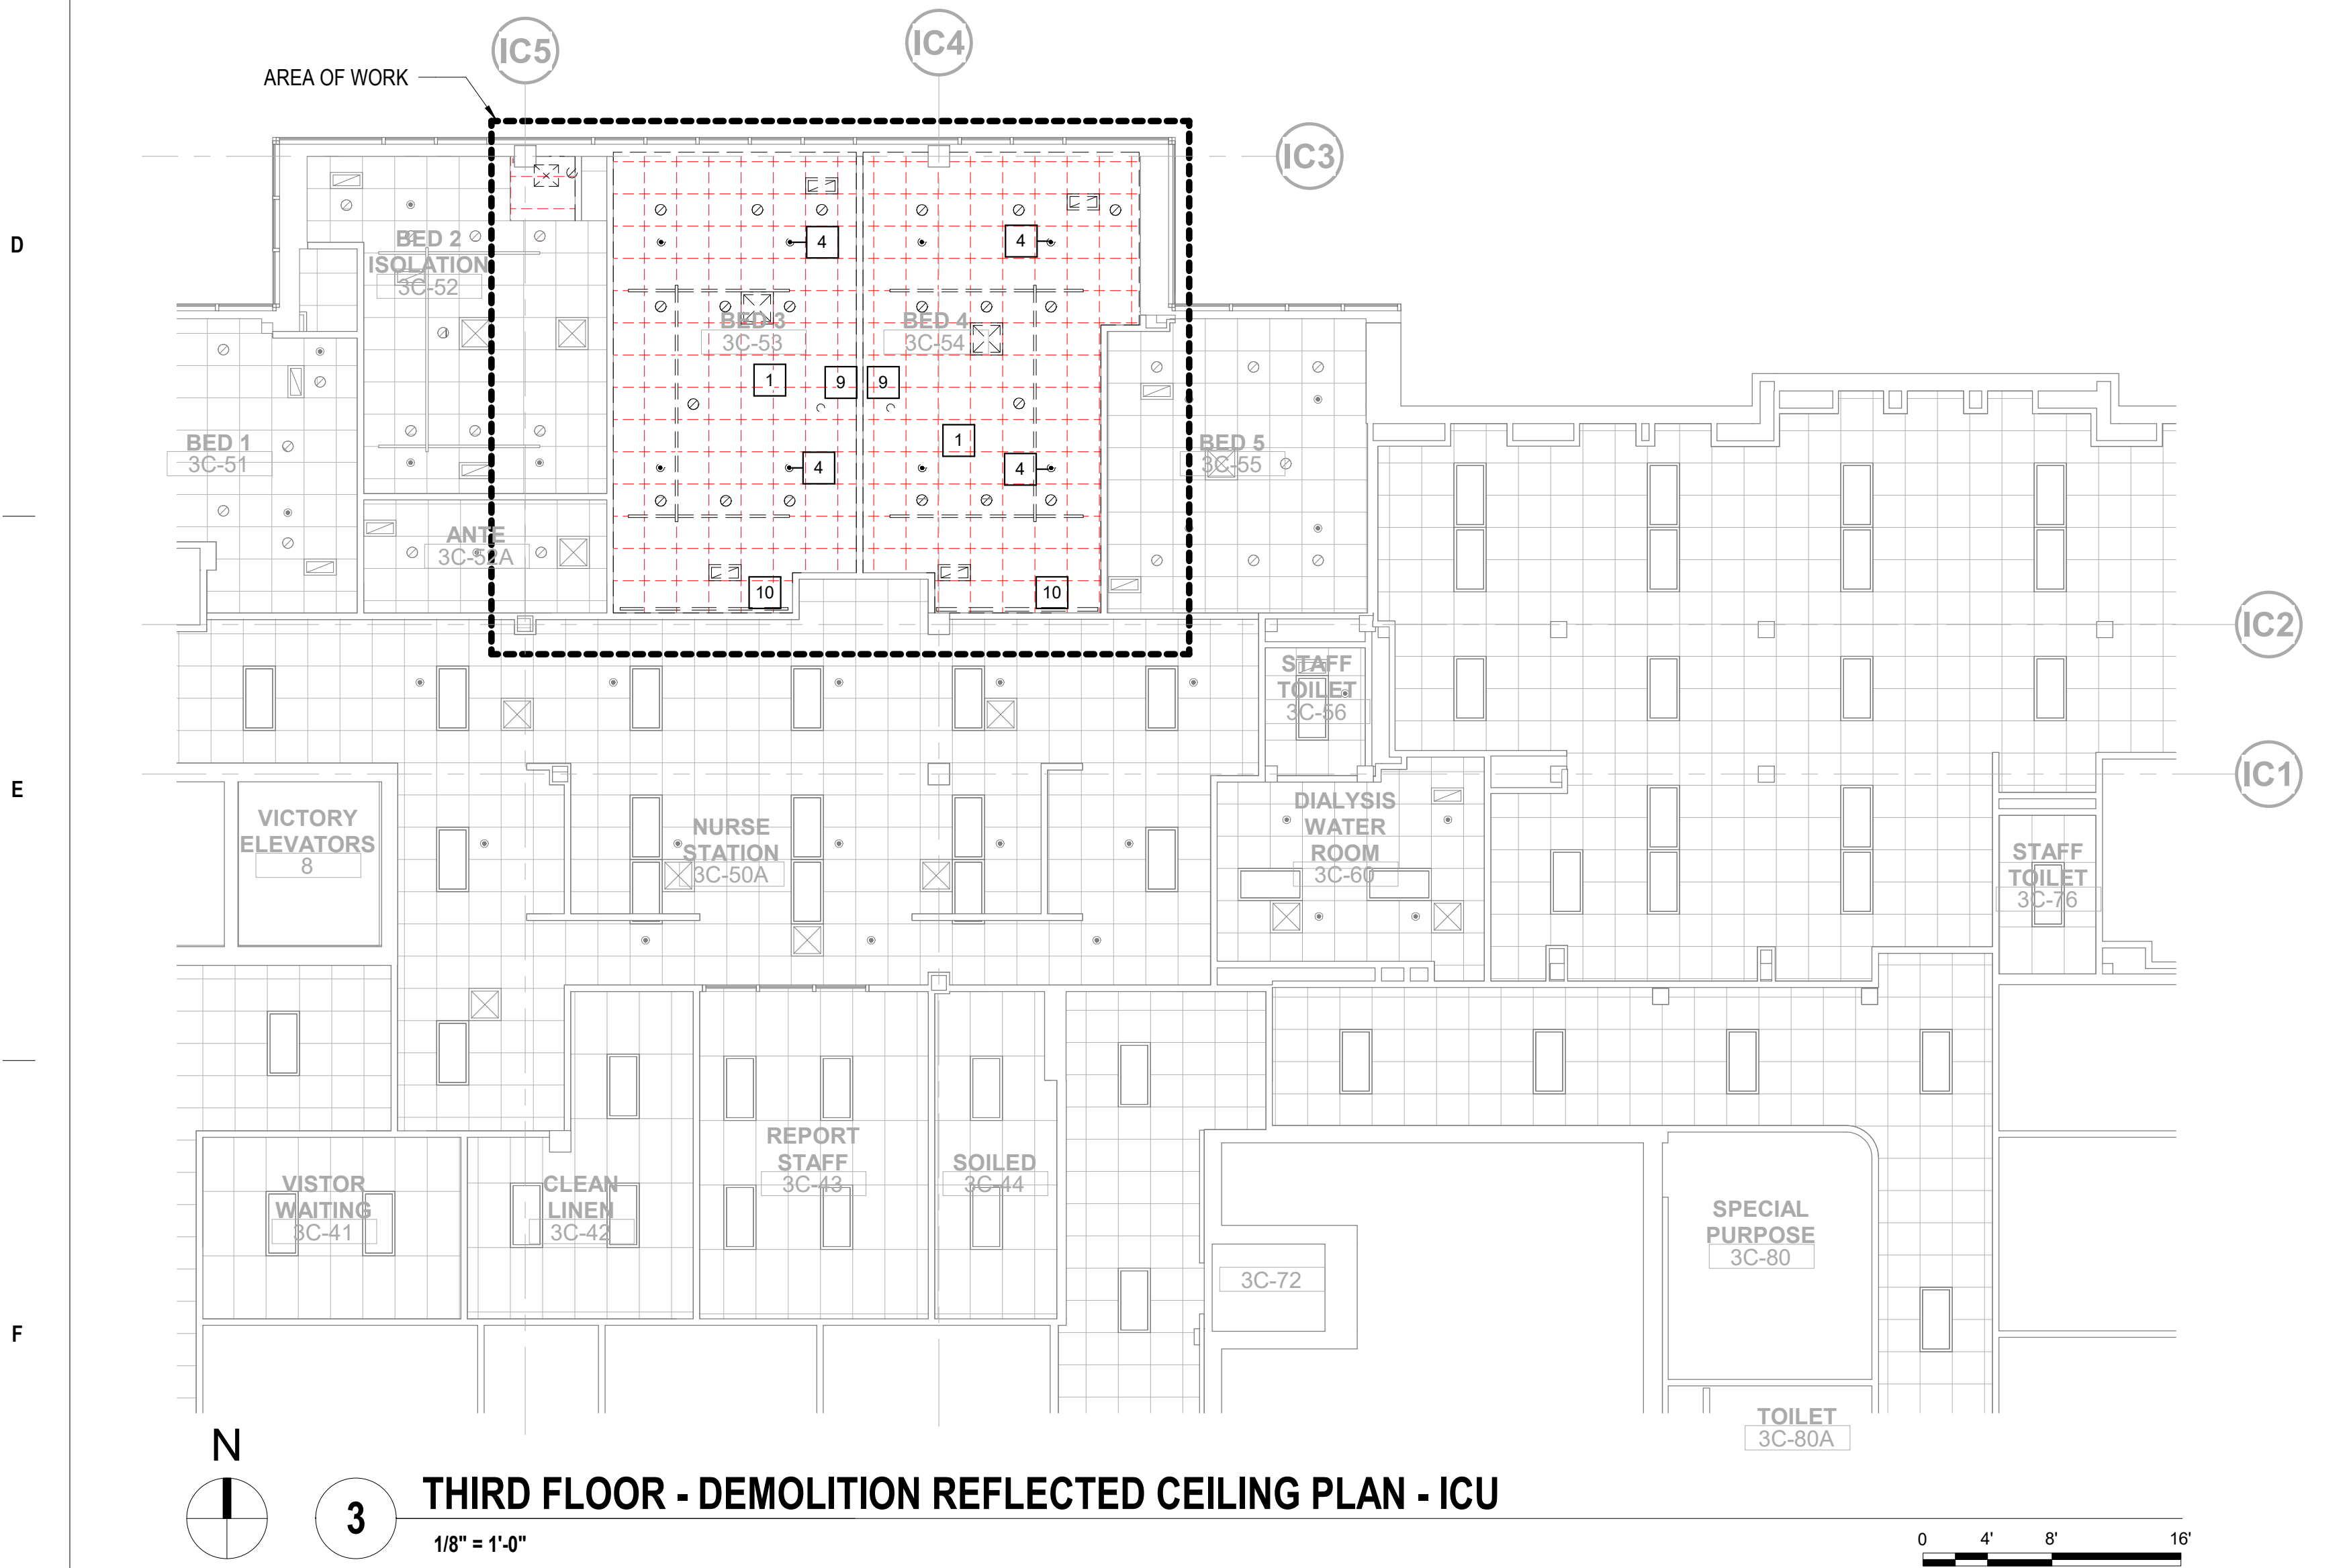 IC5
IC4
AREA OF WORK
IC3
D
BED 2
ISOLATION
3C-52
4
4
BED 3
3C-53
BED 4
3C-54
1
9
9
BED 1
3C-51
1
BED 5
3C-55
4
4
ANTE
3C-52A
10
10
IC2
STAFF
TOILET
3C-56
E
IC1
VICTORY
ELEVATORS
8
NURSE
STATION
3C-50A
DIALYSIS
WATER
ROOM
3C-60
STAFF
TOILET
3C-76
REPORT
STAFF
3C-43
SOILED
3C-44
VISTOR
WAITING
3C-41
CLEAN
LINEN
3C-42
SPECIAL
PURPOSE
3C-80
3C-72
F
TOILET
3C-80A
N
3
THIRD FLOOR - DEMOLITION REFLECTED CEILING PLAN - ICU
1/8" = 1'-0"
0 4' 8' 16'